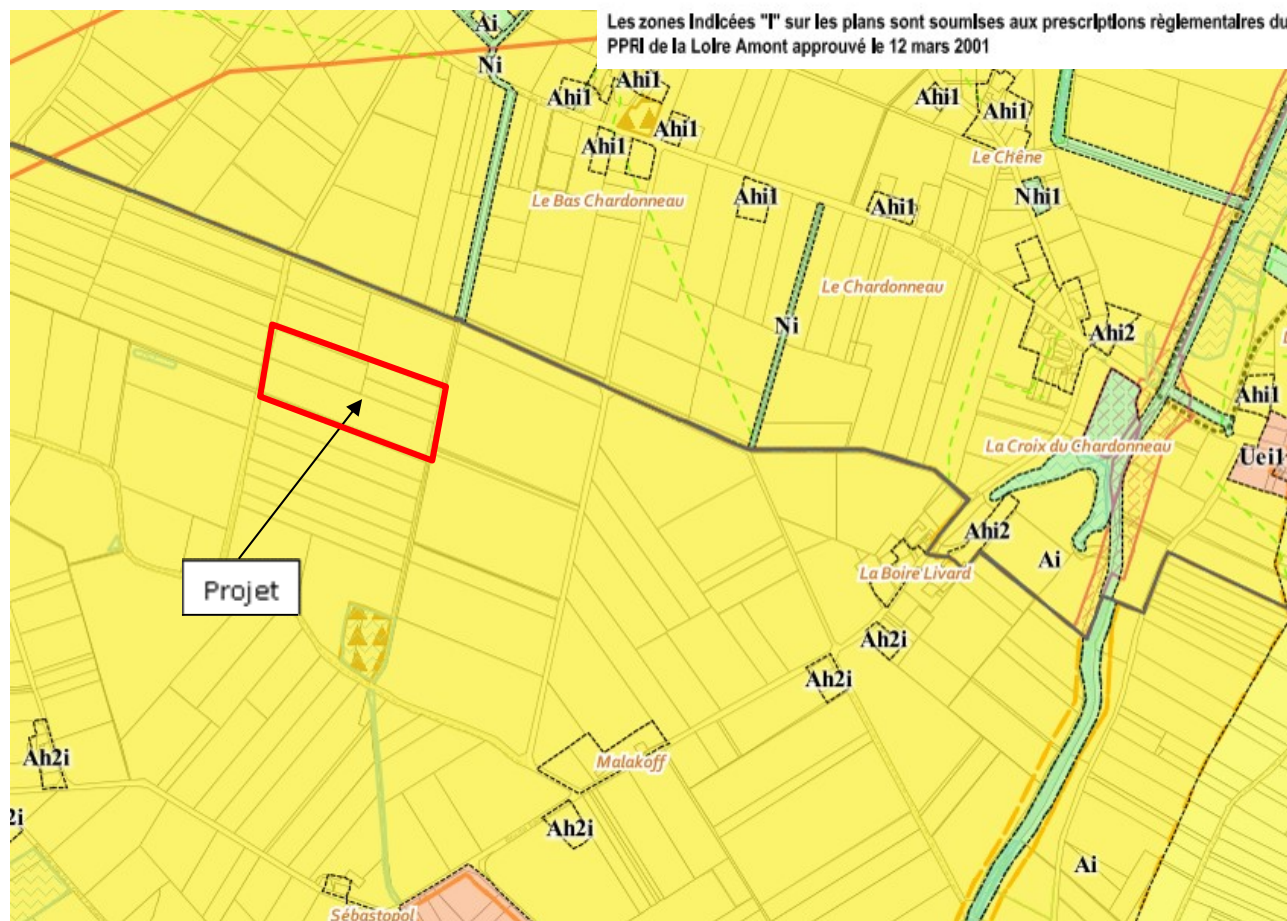 Les zones indicées "i" sur les plans sont soumises aux prescriptions règlementaires du
PPRI de la Loire Amont approuvé le 12 mars 2001
Ai
Ni
Ahi1
Ahi1
Ahi1
Ahi1
Le Bas Chardonneau
Ahi1
Ahi1
Le Chêne
Nhi1
Ahi1
Ahi1
Le Chardonneau
Ni
Ahi2
Ahi1
La Croix du Chardonneau
Uei1
Ahi2
Ai
La Boire Livard
Projet
Ah2i
Ah2i
Ah2i
Malakoff
2i
Ah2i
Ai
Sébastopol